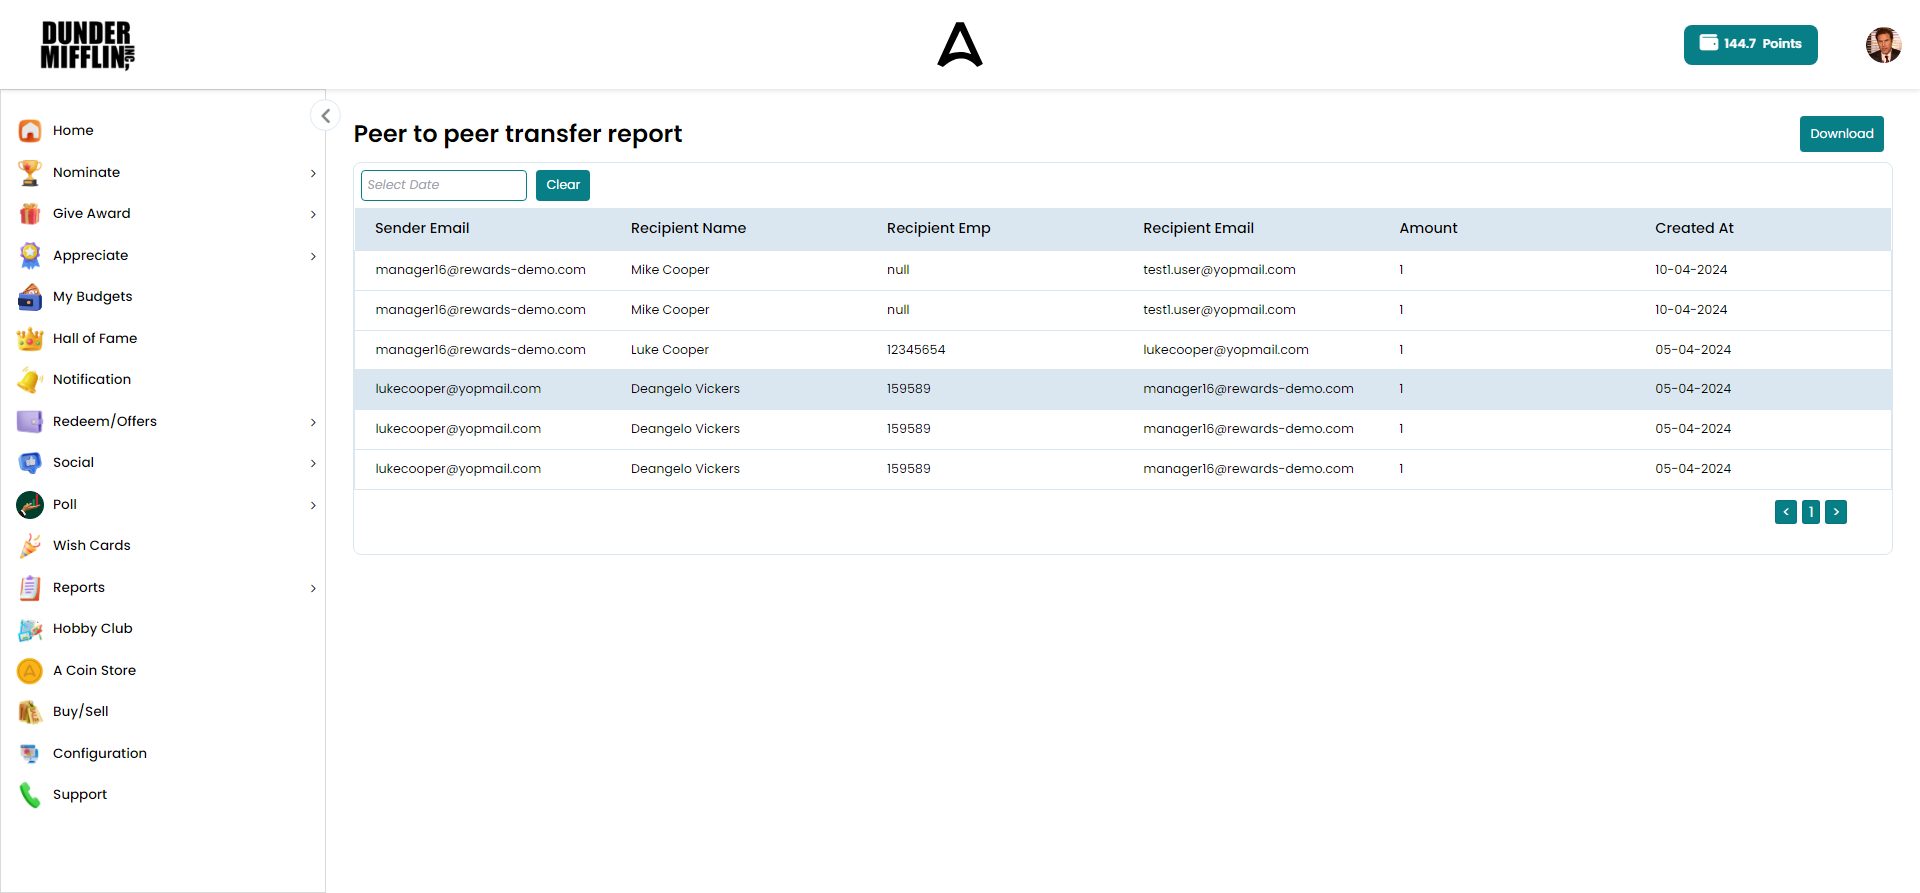 DUNDER
MIFFLIN INC,
144.7 Points
Home
Nominate
Give Award
Appreciate
My Budgets
Hall of Fame
Notification
Redeem/Offers
Social
Poll
Wish Cards
Reports
Hobby Club
A Coin Store
Buy/Sell
Configuration
Support
Peer to peer transfer report
Download
Select Date
Clear
Sender Email Recipient Name Recipient Emp Recipient Email Amount Created At
manager16@rewards-demo.com Mike Cooper null test1.user@yopmail.com 1 10-04-2024
manager16@rewards-demo.com Mike Cooper null test1.user@yopmail.com 1 10-04-2024
manager16@rewards-demo.com Luke Cooper 12345654 lukecooper@yopmail.com 1 05-04-2024
lukecooper@yopmail.com Deangelo Vickers 159589 manager16@rewards-demo.com 1 05-04-2024
lukecooper@yopmail.com Deangelo Vickers 159589 manager16@rewards-demo.com 1 05-04-2024
lukecooper@yopmail.com Deangelo Vickers 159589 manager16@rewards-demo.com 1 05-04-2024
< 1 >